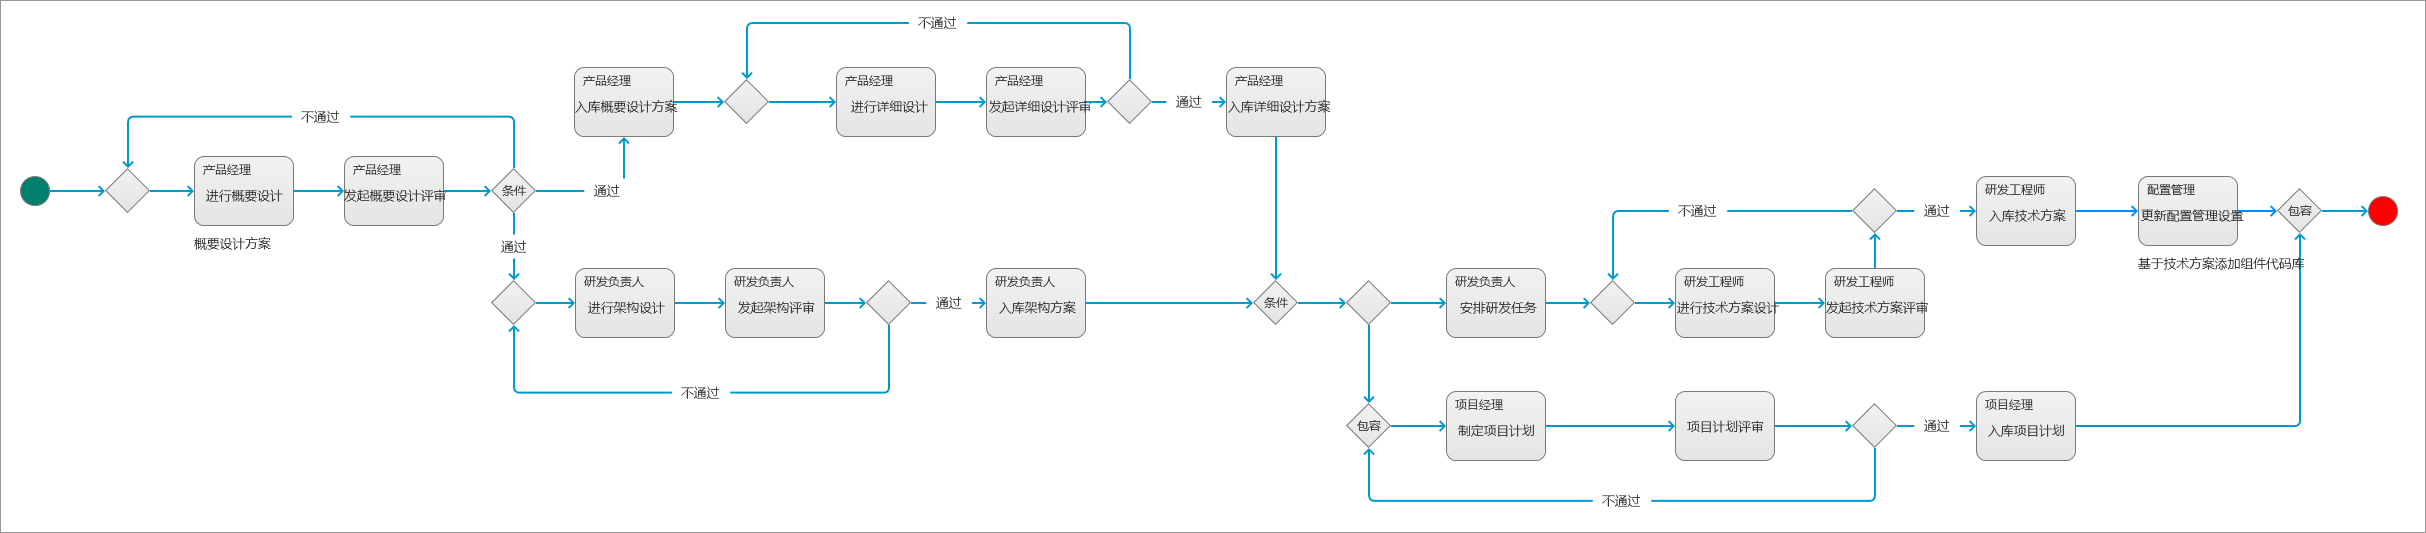 不通过
产品经理
入库概要设计方案
产品经理
进行详细设计
产品经理
发起详细设计评审
通过
产品经理
入库详细设计方案
不通过
产品经理
进行概要设计
概要设计方案
产品经理
发起概要设计评审
条件
通过
通过
研发负责人
进行架构设计
研发负责人
发起架构评审
通过
研发负责人
入库架构方案
不通过
条件
研发负责人
安排研发任务
不通过
研发工程师
进行技术方案设计
研发工程师
发起技术方案评审
通过
研发工程师
入库技术方案
配置管理
更新配置管理设置
基于技术方案添加组件代码库
包容
包容
项目经理
制定项目计划
项目计划评审
通过
项目经理
入库项目计划
不通过